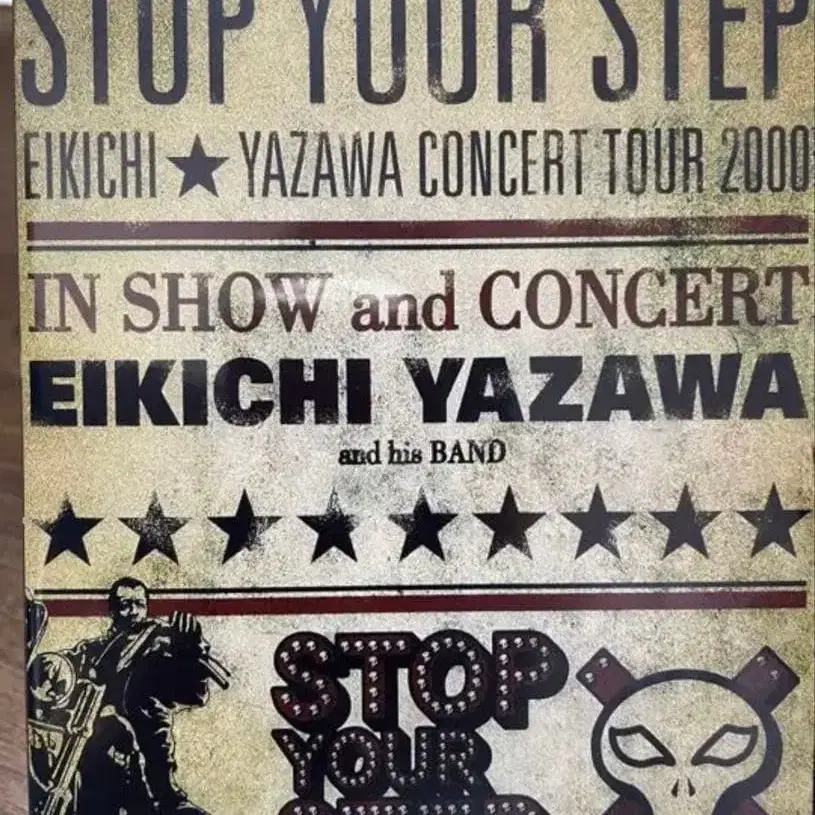 STOP YOUR STEP
EIKICHI★YAZAWA CONCERT TOUR 2000
IN SHOW and CONCERT
EIKICHI YAZAWA
and his BAND
★★★★★★★★★
STOP
YOUR
STEP